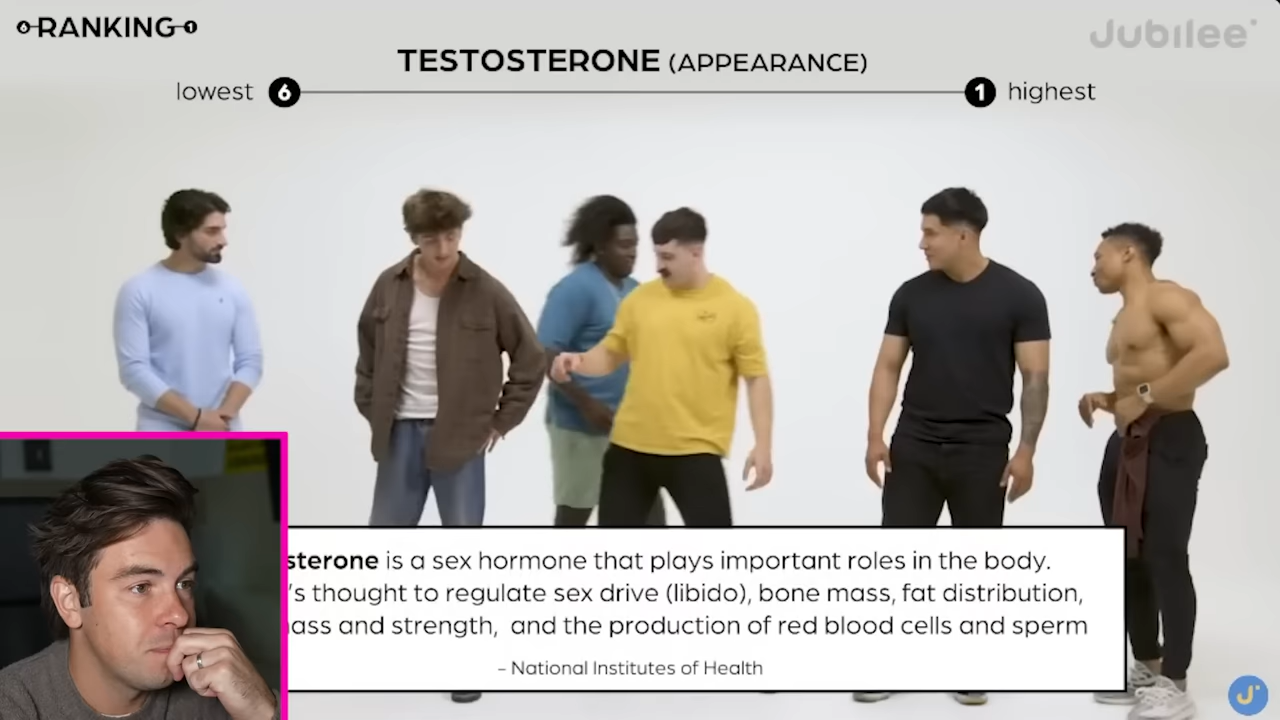 6 RANKING 1
Jubilee
TESTOSTERONE (APPEARANCE)
lowest 6 1 highest
sterone is a sex hormone that plays important roles in the body.
's thought to regulate sex drive (libido), bone mass, fat distribution,
ass and strength, and the production of red blood cells and sperm
– National Institutes of Health
J